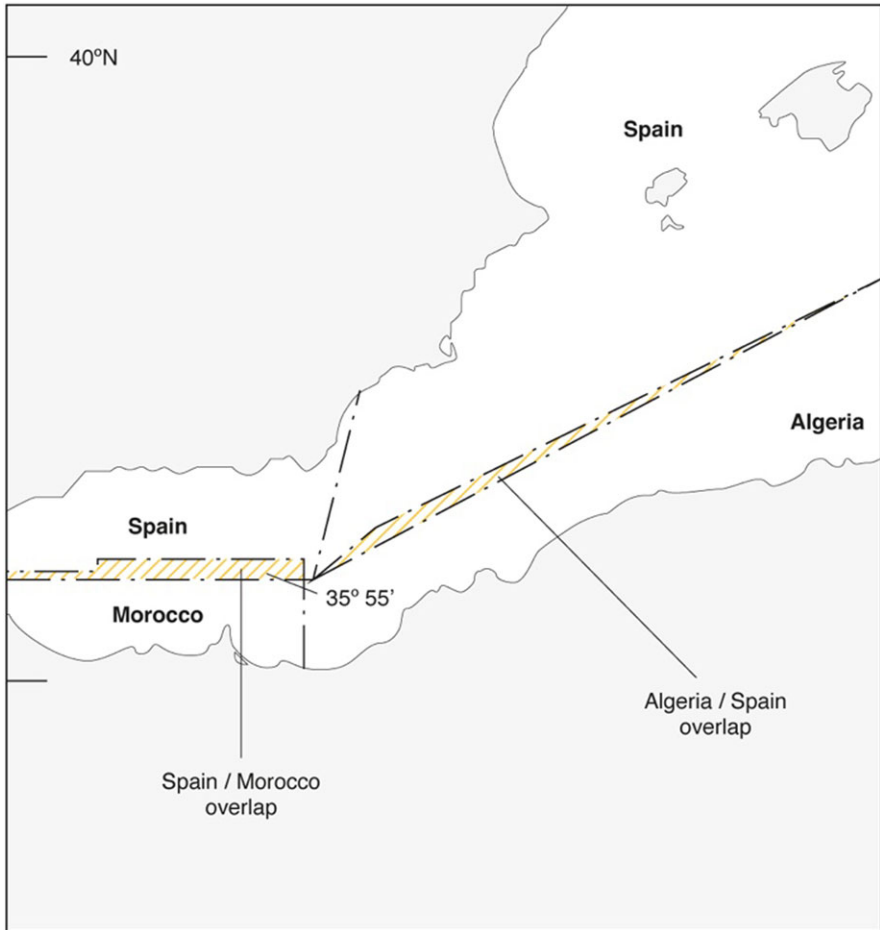 40ºN
Spain
Algeria
Spain
35º 55’
Morocco
Algeria / Spain
overlap
Spain / Morocco
overlap